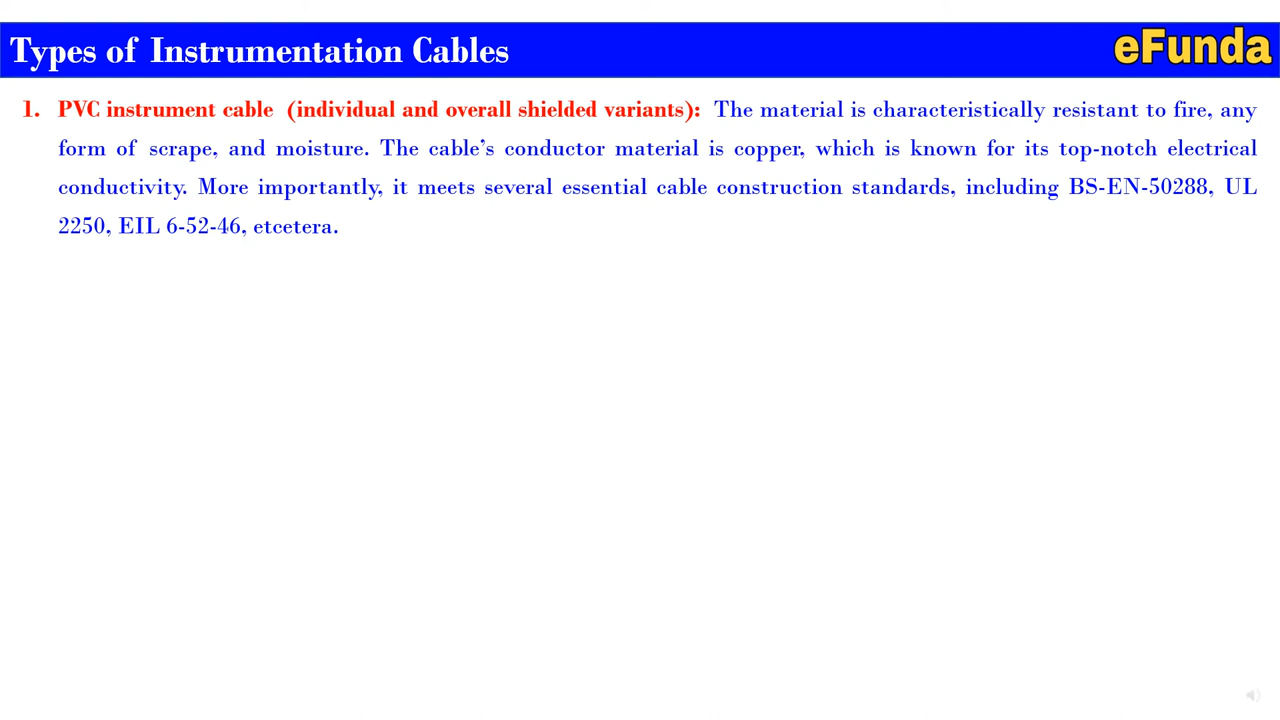 Types of Instrumentation Cables
eFunda
1. PVC instrument cable (individual and overall shielded variants): The material is characteristically resistant to fire, any
form of scrape, and moisture. The cable's conductor material is copper, which is known for its top-notch electrical
conductivity. More importantly, it meets several essential cable construction standards, including BS-EN-50288, UL
2250, EIL 6-52-46, etcetera.